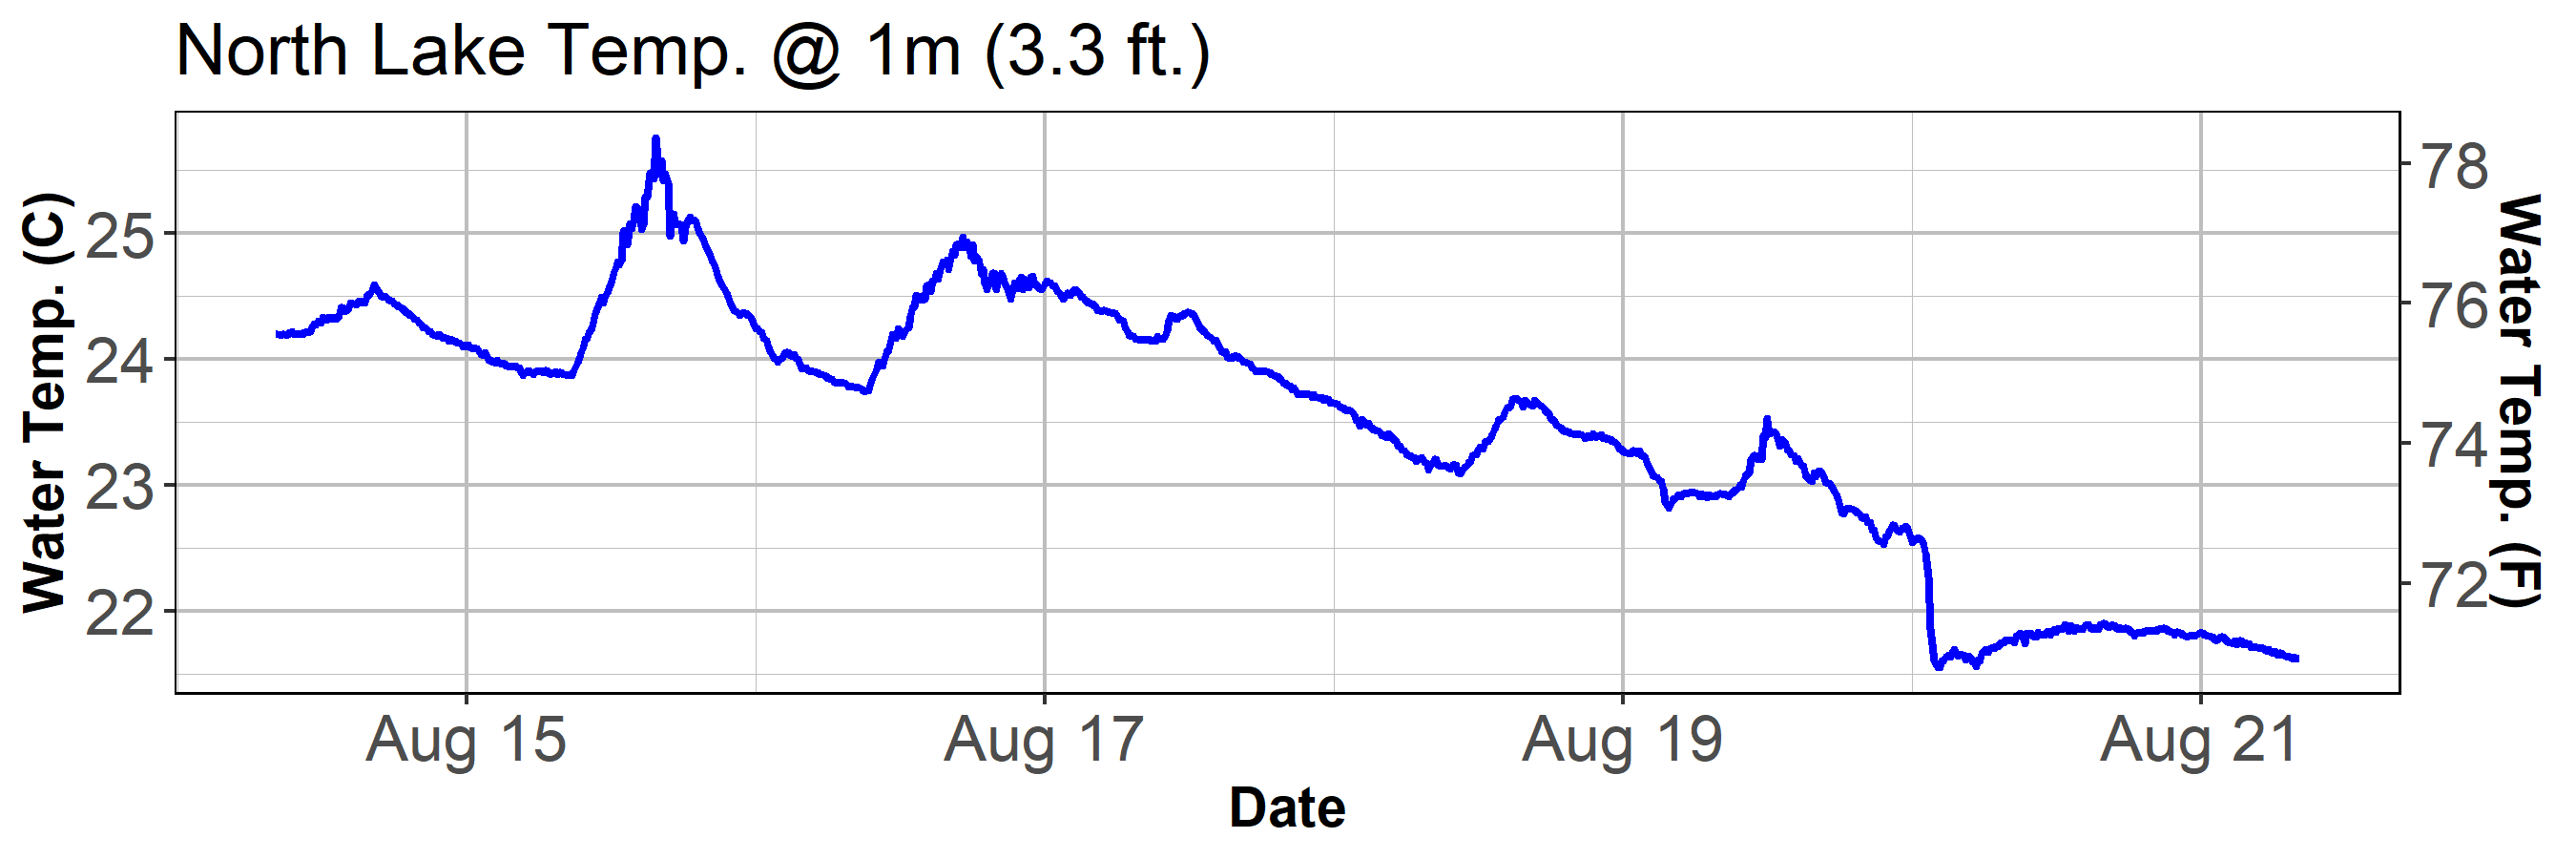 North Lake Temp. @ 1m (3.3 ft.)
Water Temp. (C)
25
24
23
22
78
76
74
72
Water Temp. (F)
Aug 15
Aug 17
Aug 19
Aug 21
Date